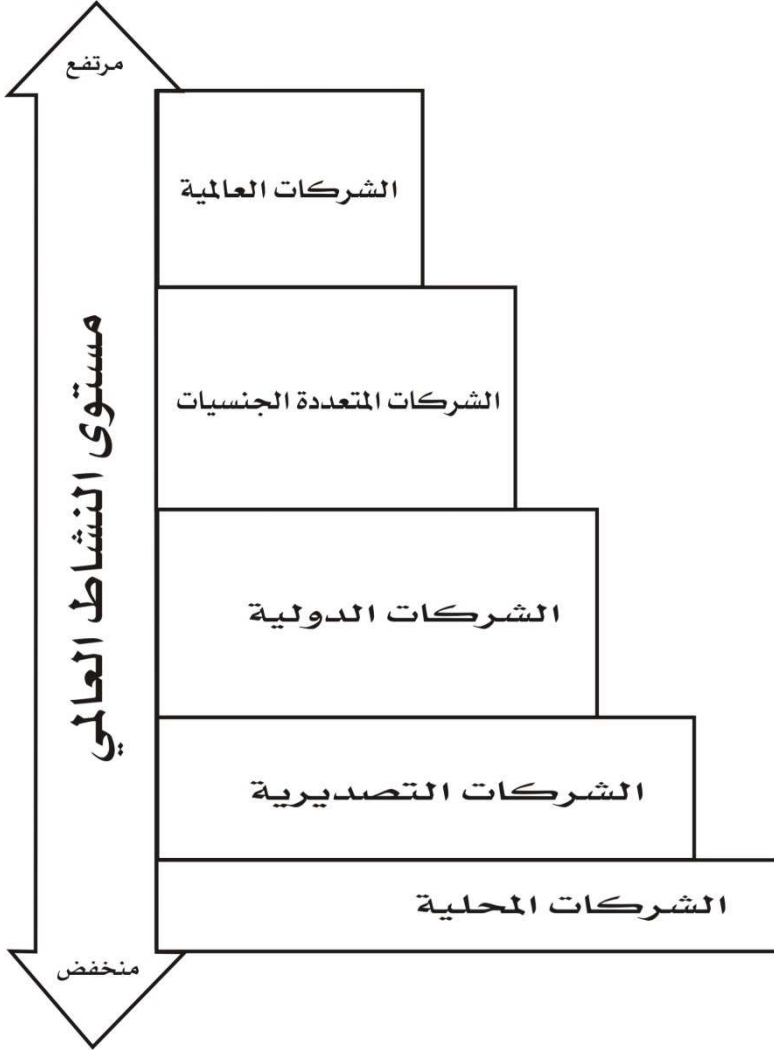 مرتفع
الشركات العالمية
الشركات المتعددة الجنسيات
مستوى النشاط العالمي
الشركات الدولية
الشركات التصديرية
الشركات المحلية
منخفض